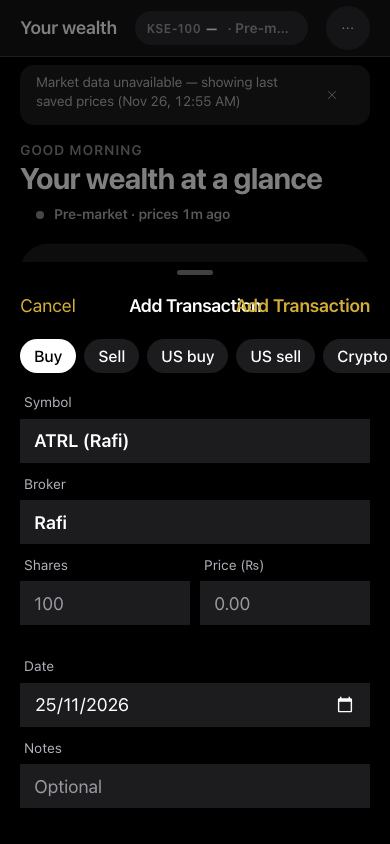 Your wealth
KSE-100 — · Pre-m...
...
Market data unavailable — showing last
saved prices (Nov 26, 12:55 AM)
GOOD MORNING
Your wealth at a glance
Pre-market · prices 1m ago
Cancel
Add Transaction
Add Transaction
Buy
Sell
US buy
US sell
Crypto
Symbol
ATRL (Rafi)
Broker
Rafi
Shares
Price (Rs)
100
0.00
Date
25/11/2026
Notes
Optional